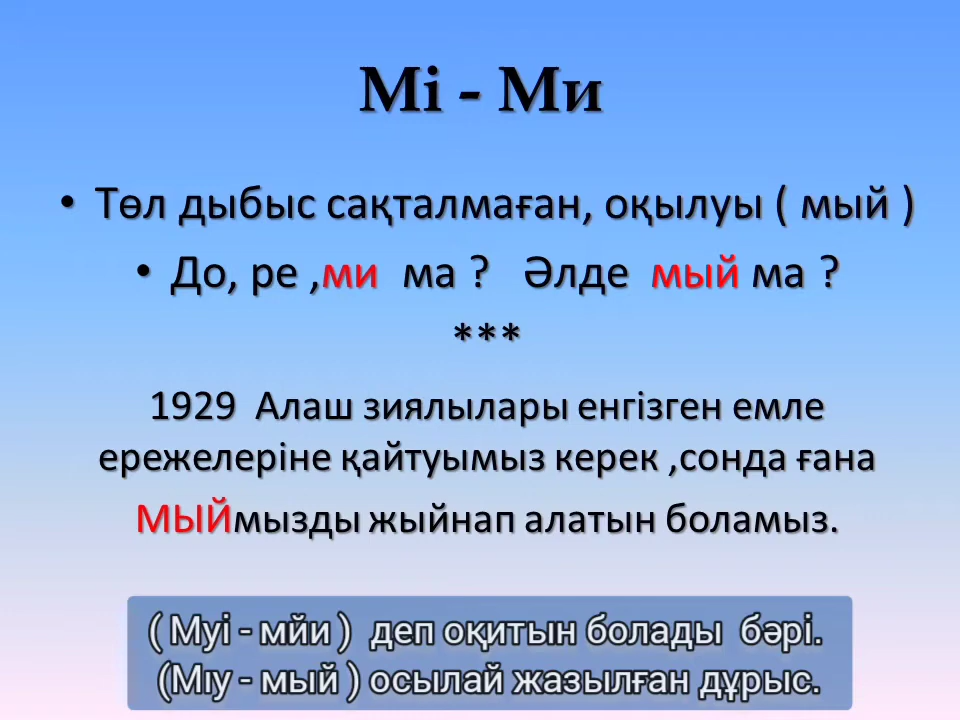 Мі - Ми
• Төл дыбыс сақталмаған, оқылуы ( мый )
• До, ре ,ми ма ? Әлде мый ма ?
***
1929 Алаш зиялылары енгізген емле
ережелеріне қайтуымыз керек ,сонда ғана
МЫЙмызды жыйнап алатын боламыз.
( Муі - мйи ) деп оқитын болады бәрі.
(Мıу - мый ) осылай жазылған дұрыс.